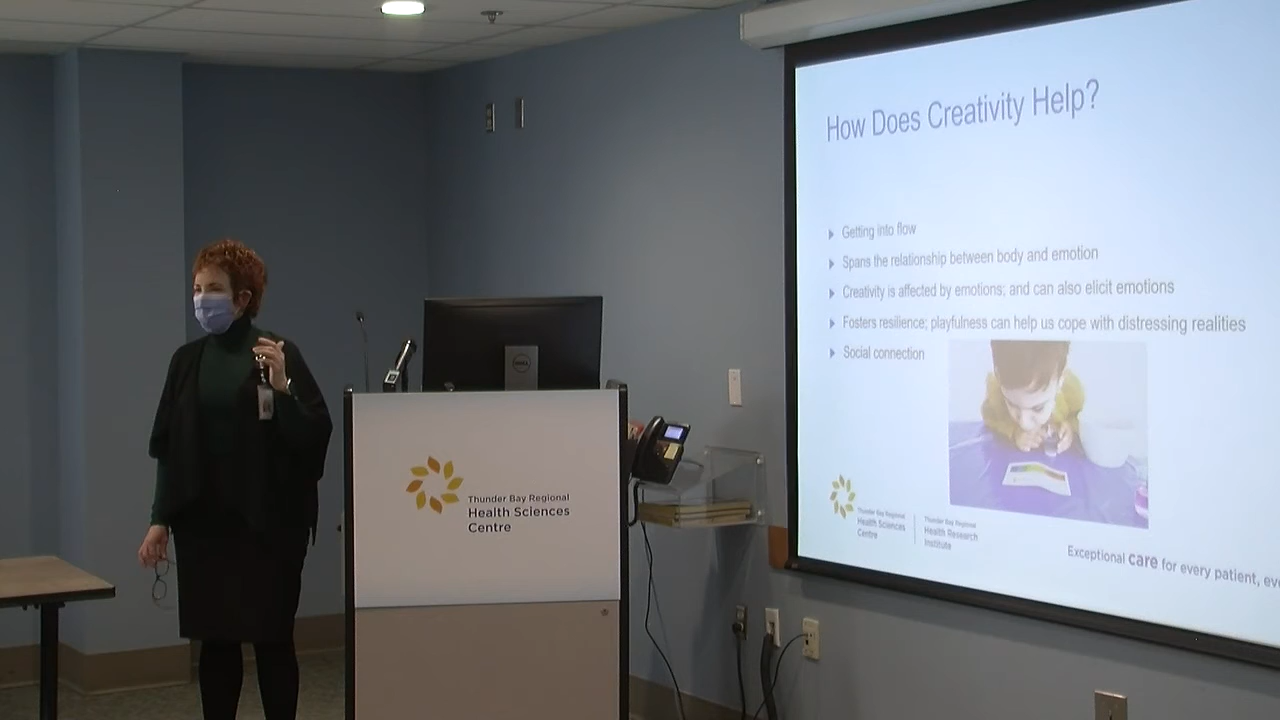 How Does Creativity Help?
Getting into flow
Spans the relationship between body and emotion
Creativity is affected by emotions; and can also elicit emotions
Fosters resilience; playfulness can help us cope with distressing realities
Social connection
Thunder Bay Regional
Health Sciences
Centre
Thunder Bay Regional
Health Research
Institute
Exceptional care for every patient, eve
Thunder Bay Regional
Health Sciences
Centre
DELL